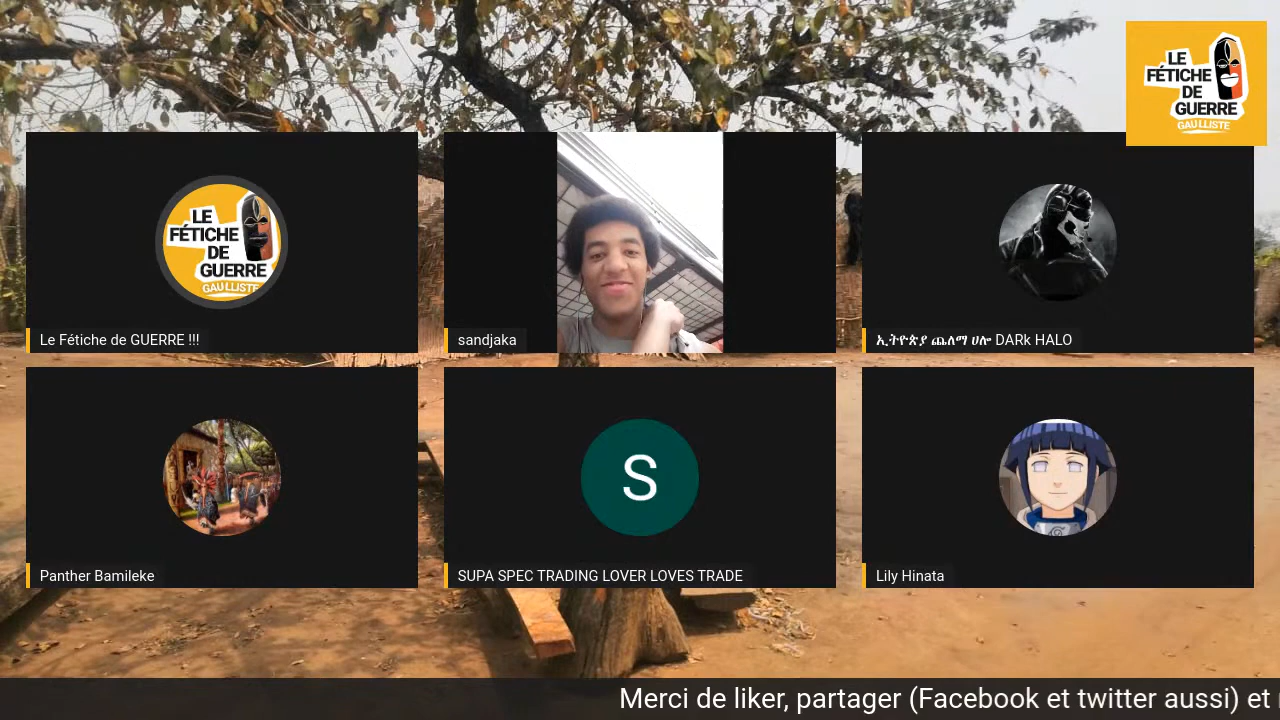 LE
FÉTICHE
DE
GUERRE
GAULLISTE
LE
FÉTICHE
DE
GUERRE
GAULLISTE
Le Fétiche de GUERRE !!!
sandjaka
ኢትዮጵያ ጨለማ ሀሎ DARk HALO
S
Panther Bamileke
SUPA SPEC TRADING LOVER LOVES TRADE
Lily Hinata
Merci de liker, partager (Facebook et twitter aussi) et